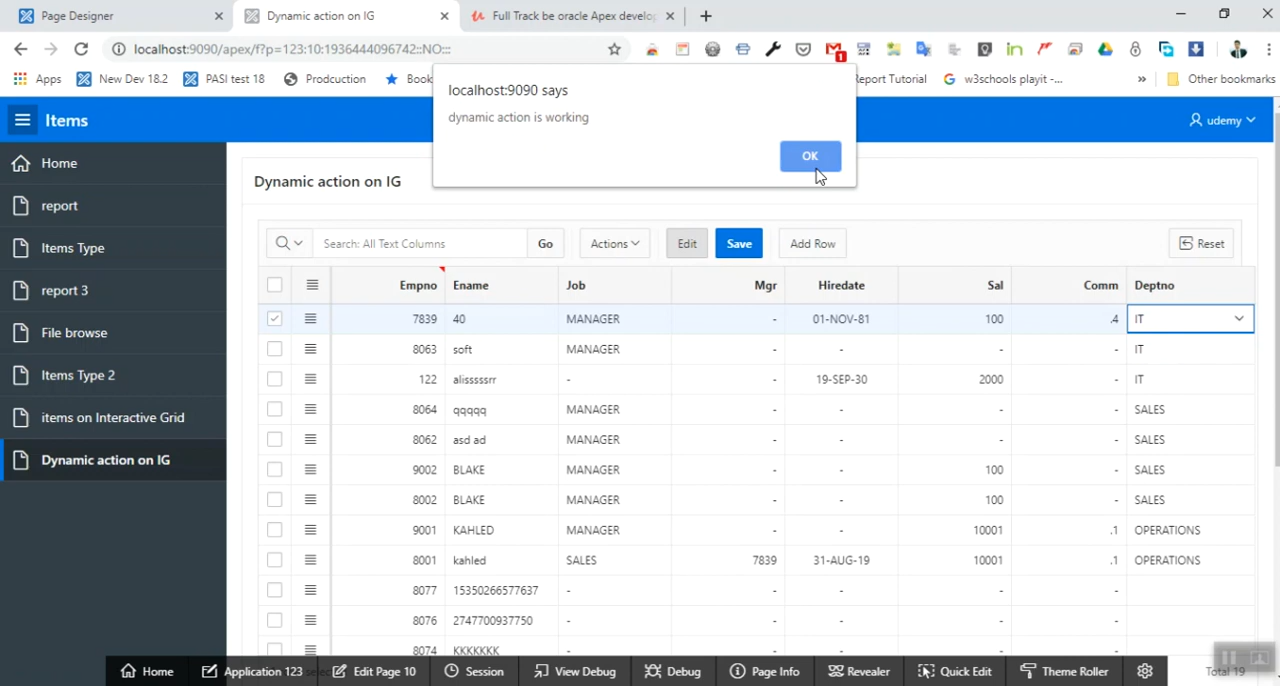 Page Designer
Dynamic action on IG
Full Track be oracle Apex develop
localhost:9090/apex/f?p=123:10:1936444096742::NO:::
1
Apps
New Dev 18.2
PASI test 18
Prodcuction
Book
Report Tutorial
w3schools playit -...
»
Other bookmarks
localhost:9090 says
dynamic action is working
OK
Items
udemy
Home
report
Items Type
report 3
File browse
Items Type 2
items on Interactive Grid
Dynamic action on IG
Dynamic action on IG
Search: All Text Columns
Go
Actions
Edit
Save
Add Row
Reset
Empno Ename Job Mgr Hiredate Sal Comm Deptno
7839 40 MANAGER - 01-NOV-81 100 .4 IT
8063 soft MANAGER - - - - IT
122 alisssssrr - - 19-SEP-30 2000 - IT
8064 qqqqq MANAGER - - - - SALES
8062 asd ad MANAGER - - - - SALES
9002 BLAKE MANAGER - - 100 - SALES
8002 BLAKE MANAGER - - 100 - SALES
9001 KAHLED MANAGER - - 10001 .1 OPERATIONS
8001 kahled SALES 7839 31-AUG-19 10001 .1 OPERATIONS
8077 15350266577637 - - - - -
8076 2747700937750 - - - - -
8074 KKKKKKK - - - - -
Home
Application 123
Edit Page 10
Session
View Debug
Debug
Page Info
Revealer
Quick Edit
Theme Roller
Total 19